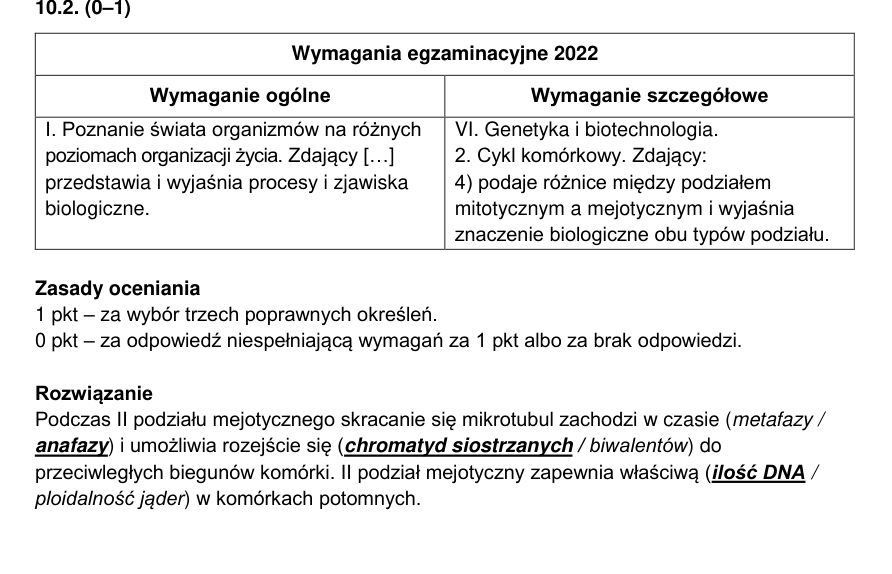 10.2. (0–1)
Wymagania egzaminacyjne 2022
Wymaganie ogólne
Wymaganie szczegółowe
I. Poznanie świata organizmów na różnych
poziomach organizacji życia. Zdający […]
przedstawia i wyjaśnia procesy i zjawiska
biologiczne.
VI. Genetyka i biotechnologia.
2. Cykl komórkowy. Zdający:
4) podaje różnice między podziałem
mitotycznym a mejotycznym i wyjaśnia
znaczenie biologiczne obu typów podziału.
Zasady oceniania
1 pkt – za wybór trzech poprawnych określeń.
0 pkt – za odpowiedź niespełniającą wymagań za 1 pkt albo za brak odpowiedzi.
Rozwiązanie
Podczas II podziału mejotycznego skracanie się mikrotubul zachodzi w czasie (metafazy /
anafazy) i umożliwia rozejście się (chromatyd siostrzanych / biwalentów) do
przeciwległych biegunów komórki. II podział mejotyczny zapewnia właściwą (ilość DNA /
ploidalność jąder) w komórkach potomnych.